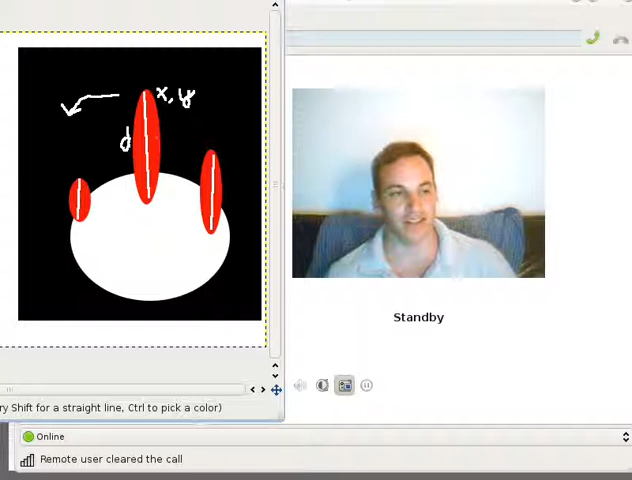 x, y
d
Standby
ry Shift for a straight line, Ctrl to pick a color)
Online
Remote user cleared the call